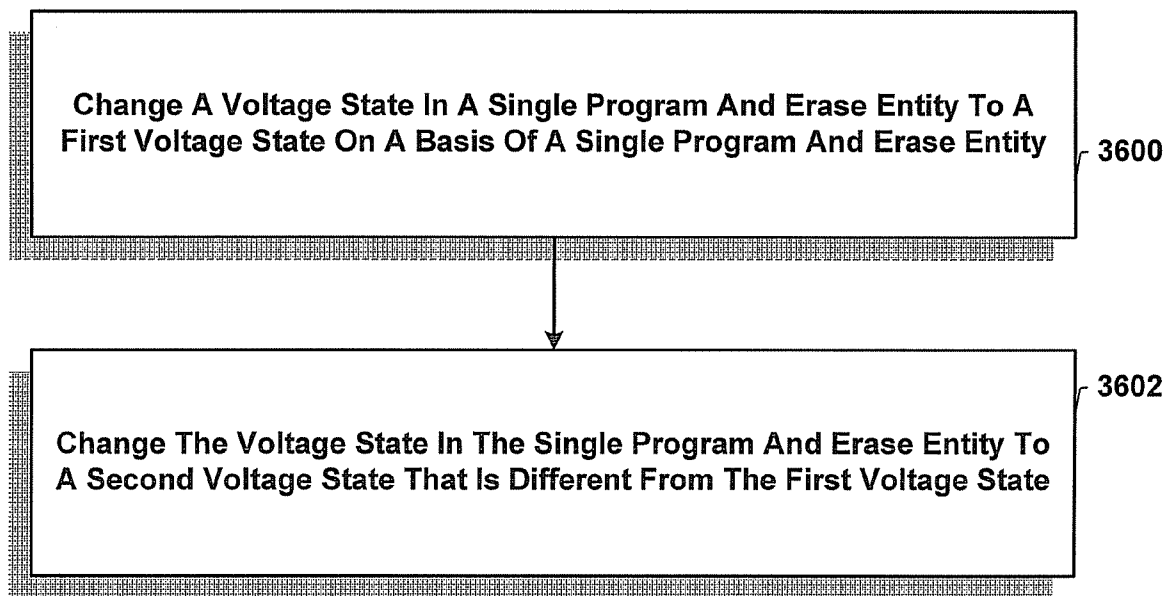 Change A Voltage State In A Single Program And Erase Entity To A
First Voltage State On A Basis Of A Single Program And Erase Entity
3600
Change The Voltage State In The Single Program And Erase Entity To
A Second Voltage State That Is Different From The First Voltage State
3602